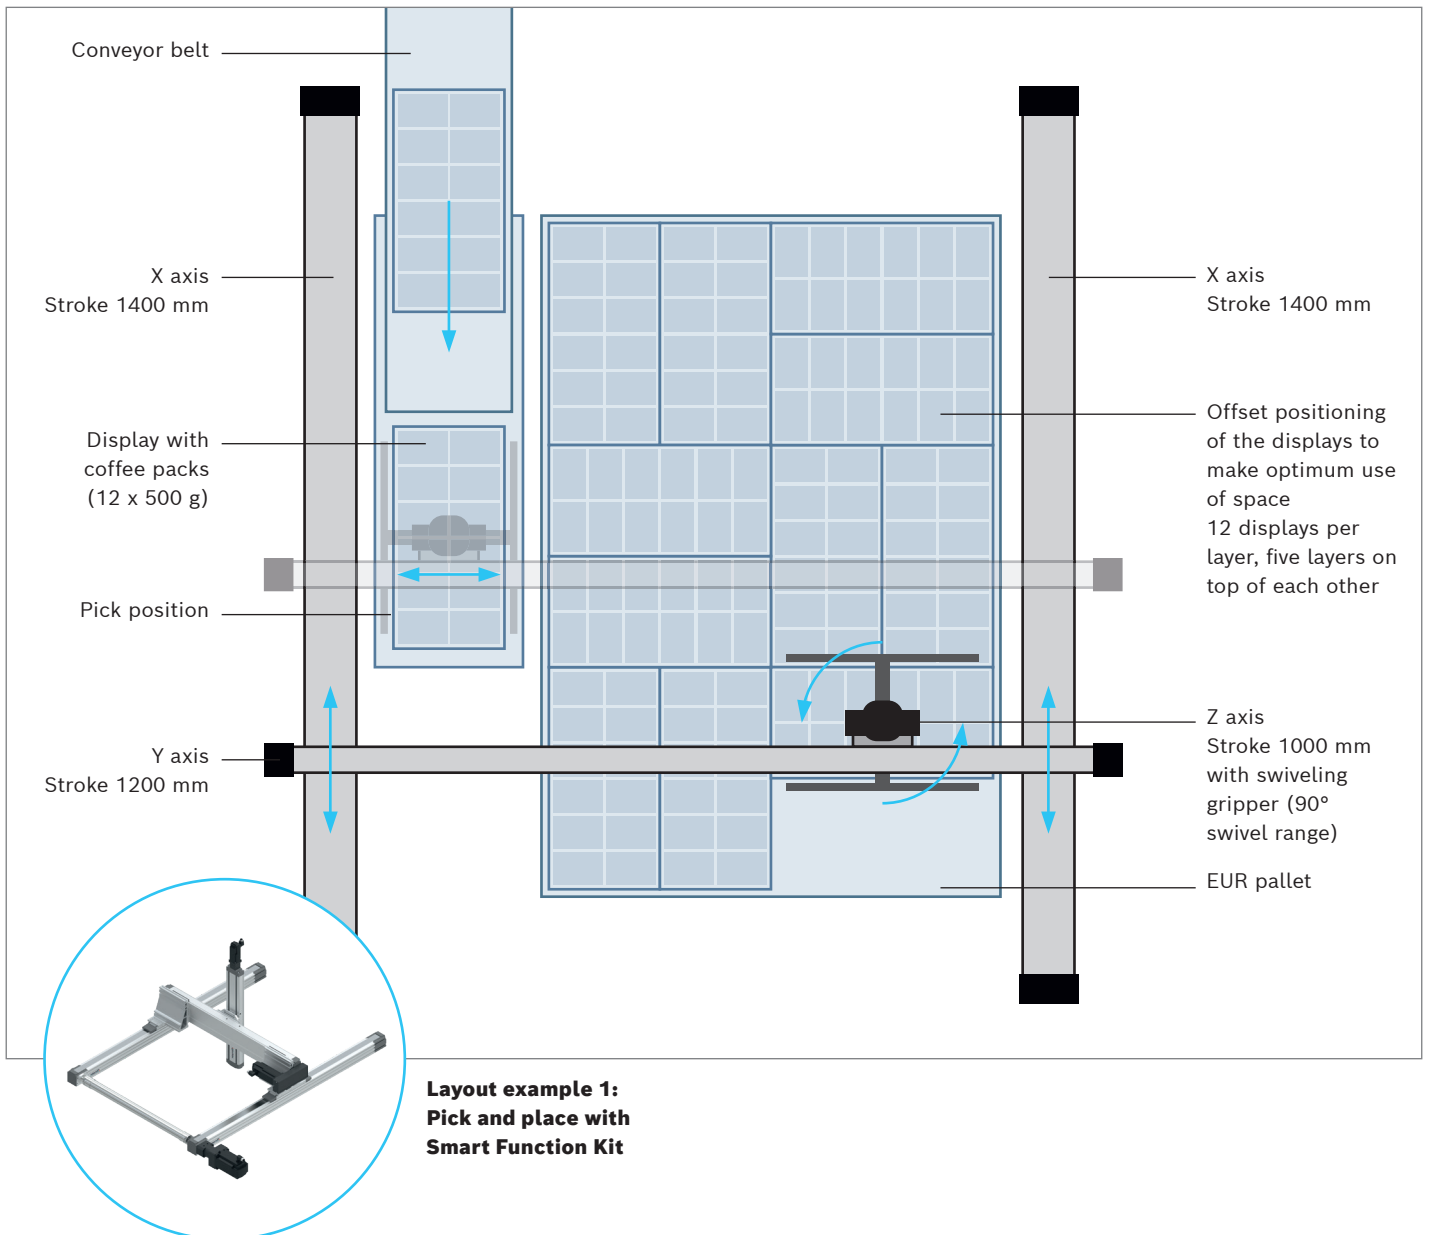 Conveyor belt
X axis
Stroke 1400 mm
Display with
coffee packs
(12 x 500 g)
Pick position
Y axis
Stroke 1200 mm
X axis
Stroke 1400 mm
Offset positioning
of the displays to
make optimum use
of space
12 displays per
layer, five layers on
top of each other
Z axis
Stroke 1000 mm
with swiveling
gripper (90°
swivel range)
EUR pallet
Layout example 1:
Pick and place with
Smart Function Kit